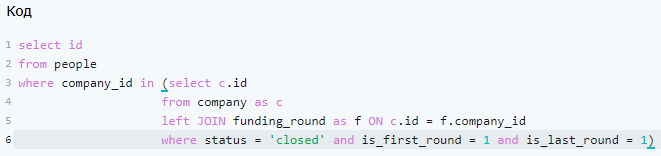 Код
1 select id
2 from people
3 where company_id in (select c.id
4 from company as c
5 left JOIN funding_round as f ON c.id = f.company_id
6 where status = 'closed' and is_first_round = 1 and is_last_round = 1)